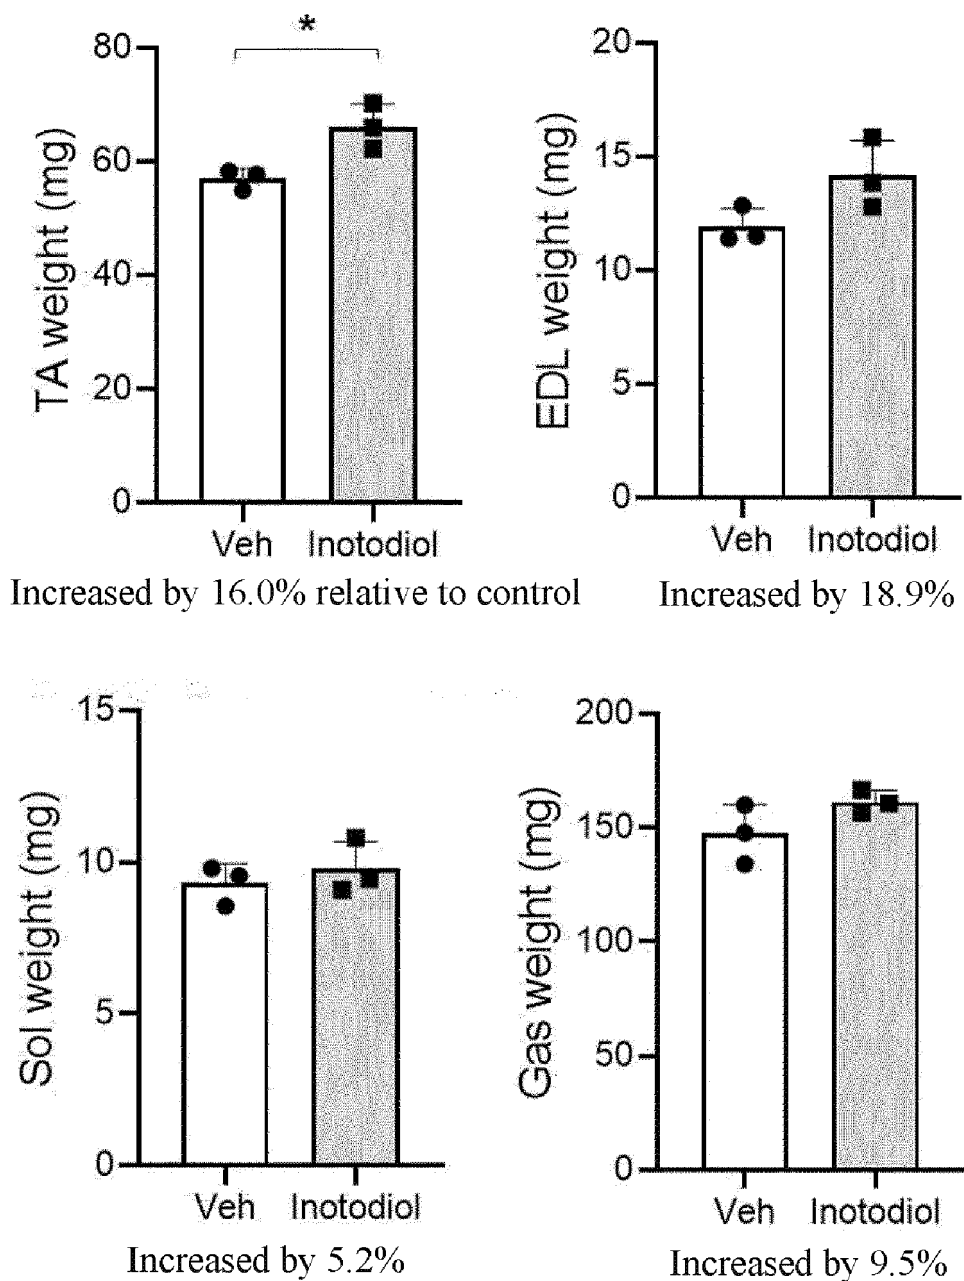 *
80
60
40
20
0
TA weight (mg)
Veh Inotodiol
Increased by 16.0% relative to control
20
15
10
5
0
EDL weight (mg)
Veh Inotodiol
Increased by 18.9%
15
10
5
0
Sol weight (mg)
Veh Inotodiol
Increased by 5.2%
200
150
100
50
0
Gas weight (mg)
Veh Inotodiol
Increased by 9.5%